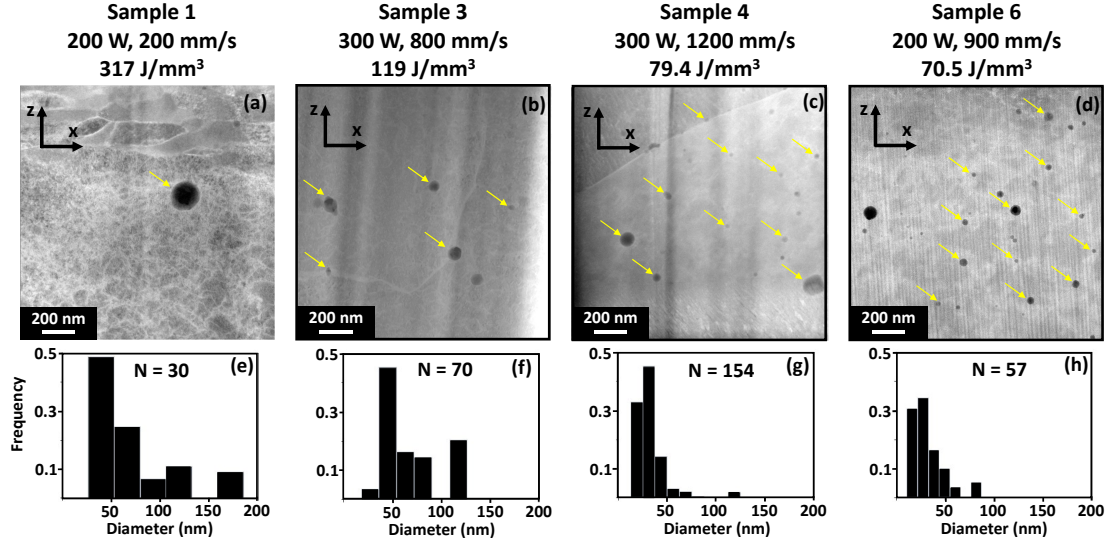 Sample 1
200 W, 200 mm/s
317 J/mm³
Sample 3
300 W, 800 mm/s
119 J/mm³
Sample 4
300 W, 1200 mm/s
79.4 J/mm³
Sample 6
200 W, 900 mm/s
70.5 J/mm³
(a)
z
x
200 nm
(b)
z
x
200 nm
(c)
z
x
200 nm
(d)
z
x
200 nm
Frequency
0.5
0.3
0.1
N = 30
(e)
50
100
150
200
Diameter (nm)
0.5
0.3
0.1
N = 70
(f)
50
100
150
200
Diameter (nm)
0.5
0.3
0.1
N = 154
(g)
50
100
150
200
Diameter (nm)
0.5
0.3
0.1
N = 57
(h)
50
100
150
200
Diameter (nm)